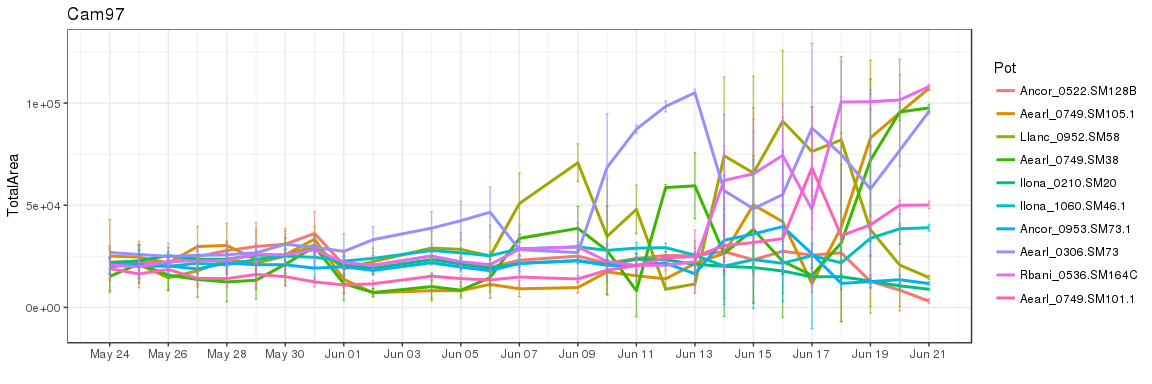 Cam97
TotalArea
1e+05
5e+04
0e+00
May 24 May 26 May 28 May 30 Jun 01 Jun 03 Jun 05 Jun 07 Jun 09 Jun 11 Jun 13 Jun 15 Jun 17 Jun 19 Jun 21
Pot
Ancor_0522.SM128B
Aearl_0749.SM105.1
Llanc_0952.SM58
Aearl_0749.SM38
Ilona_0210.SM20
Ilona_1060.SM46.1
Ancor_0953.SM73.1
Aearl_0306.SM73
Rbani_0536.SM164C
Aearl_0749.SM101.1